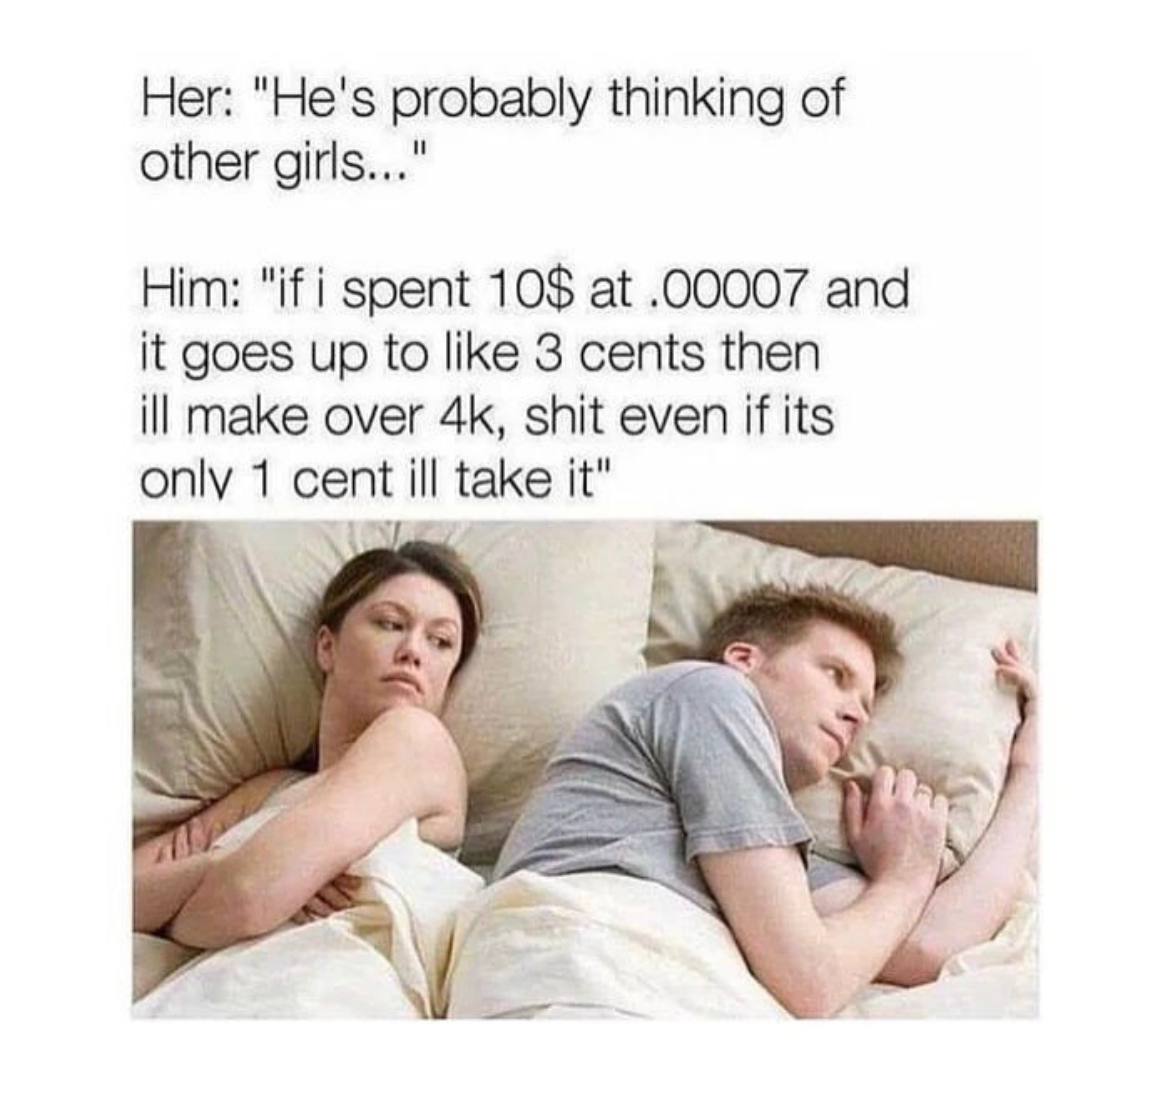 Her: "He's probably thinking of
other girls..."
Him: "if i spent 10$ at .00007 and
it goes up to like 3 cents then
ill make over 4k, shit even if its
only 1 cent ill take it"